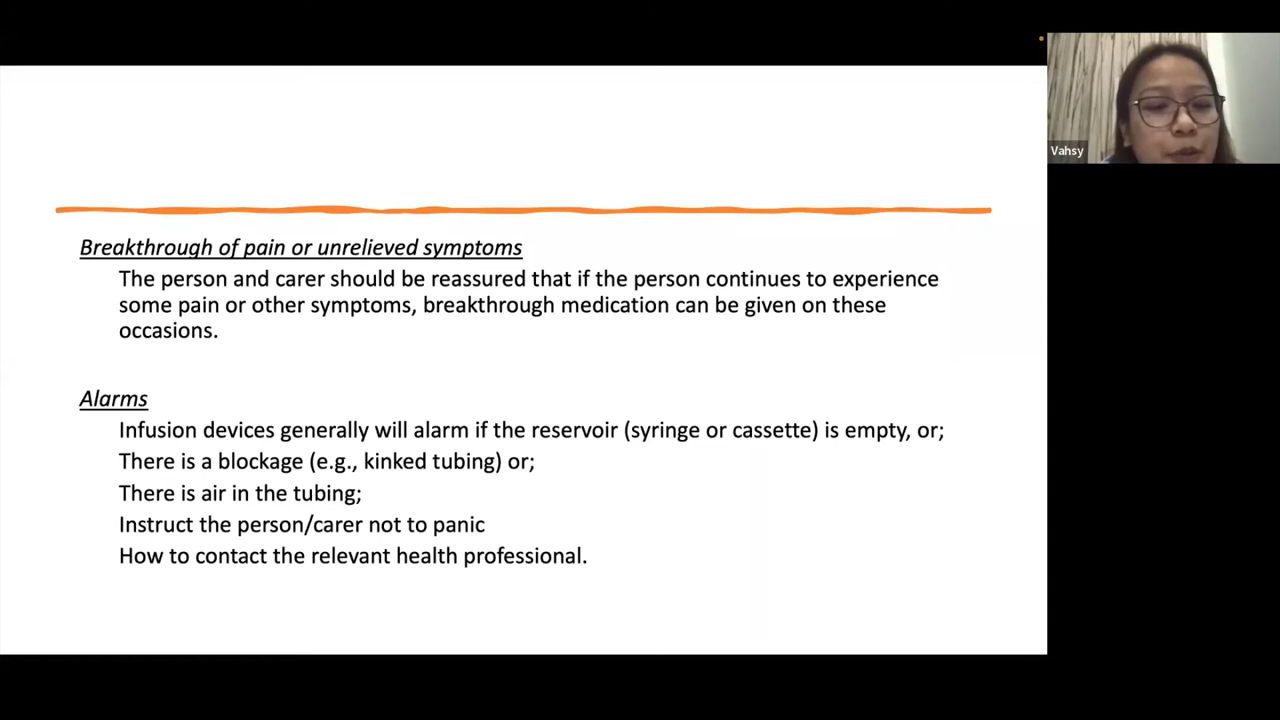 Vahsy
Breakthrough of pain or unrelieved symptoms
The person and carer should be reassured that if the person continues to experience
some pain or other symptoms, breakthrough medication can be given on these
occasions.
Alarms
Infusion devices generally will alarm if the reservoir (syringe or cassette) is empty, or;
There is a blockage (e.g., kinked tubing) or;
There is air in the tubing;
Instruct the person/carer not to panic
How to contact the relevant health professional.